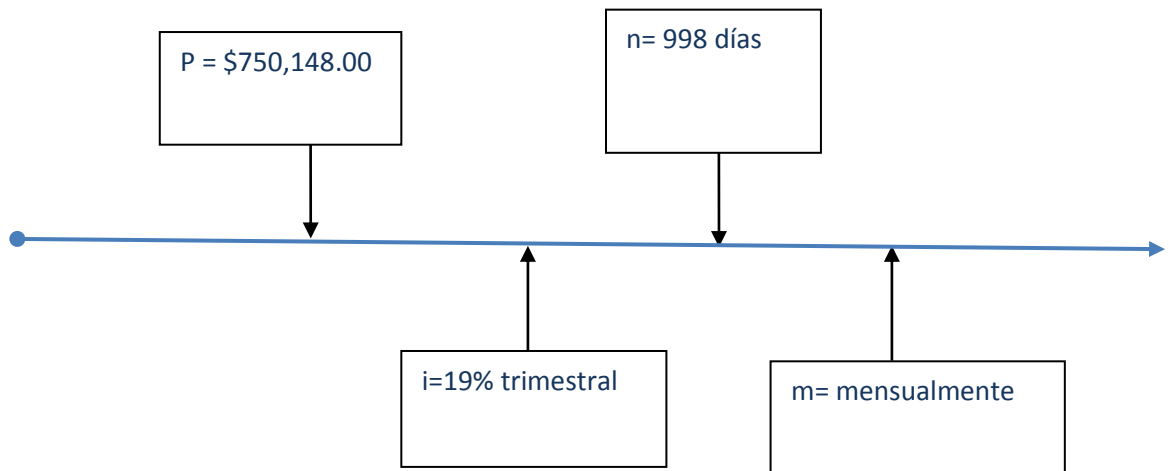 P = $750,148.00
n= 998 días
i=19% trimestral
m= mensualmente